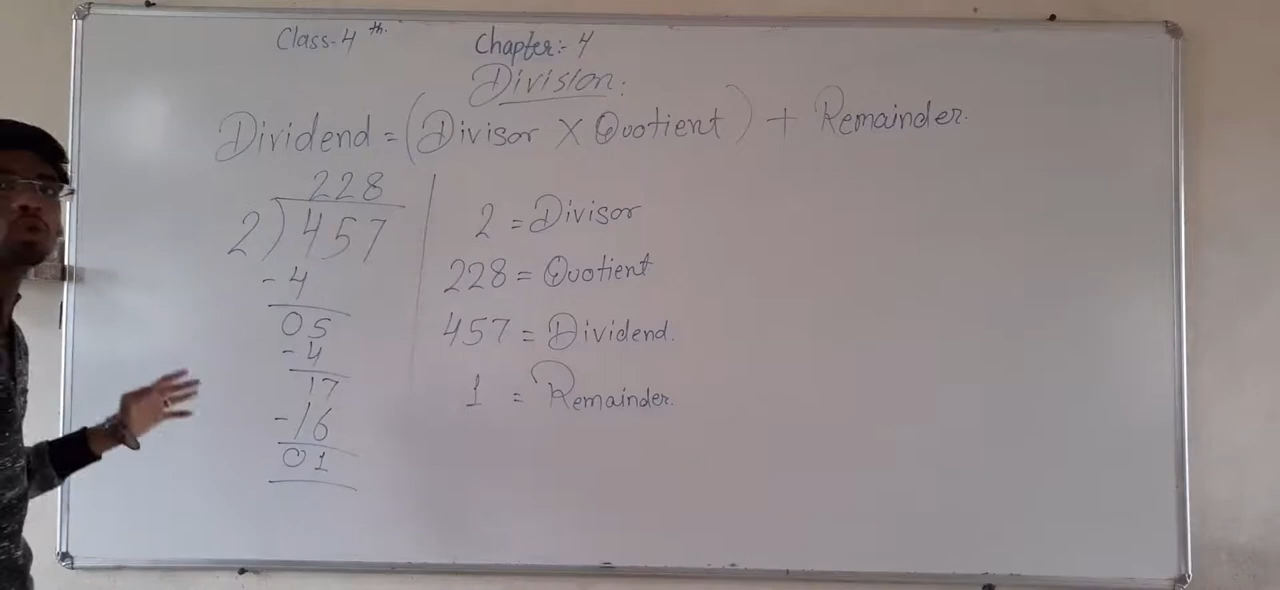 Class-4 th.
Chapter:- 4
Division:
Dividend = (Divisor X Quotient) + Remainder.
228
2) 457
-4
05
-4
17
-16
01
2 = Divisor
228 = Quotient
457 = Dividend.
1 = Remainder.